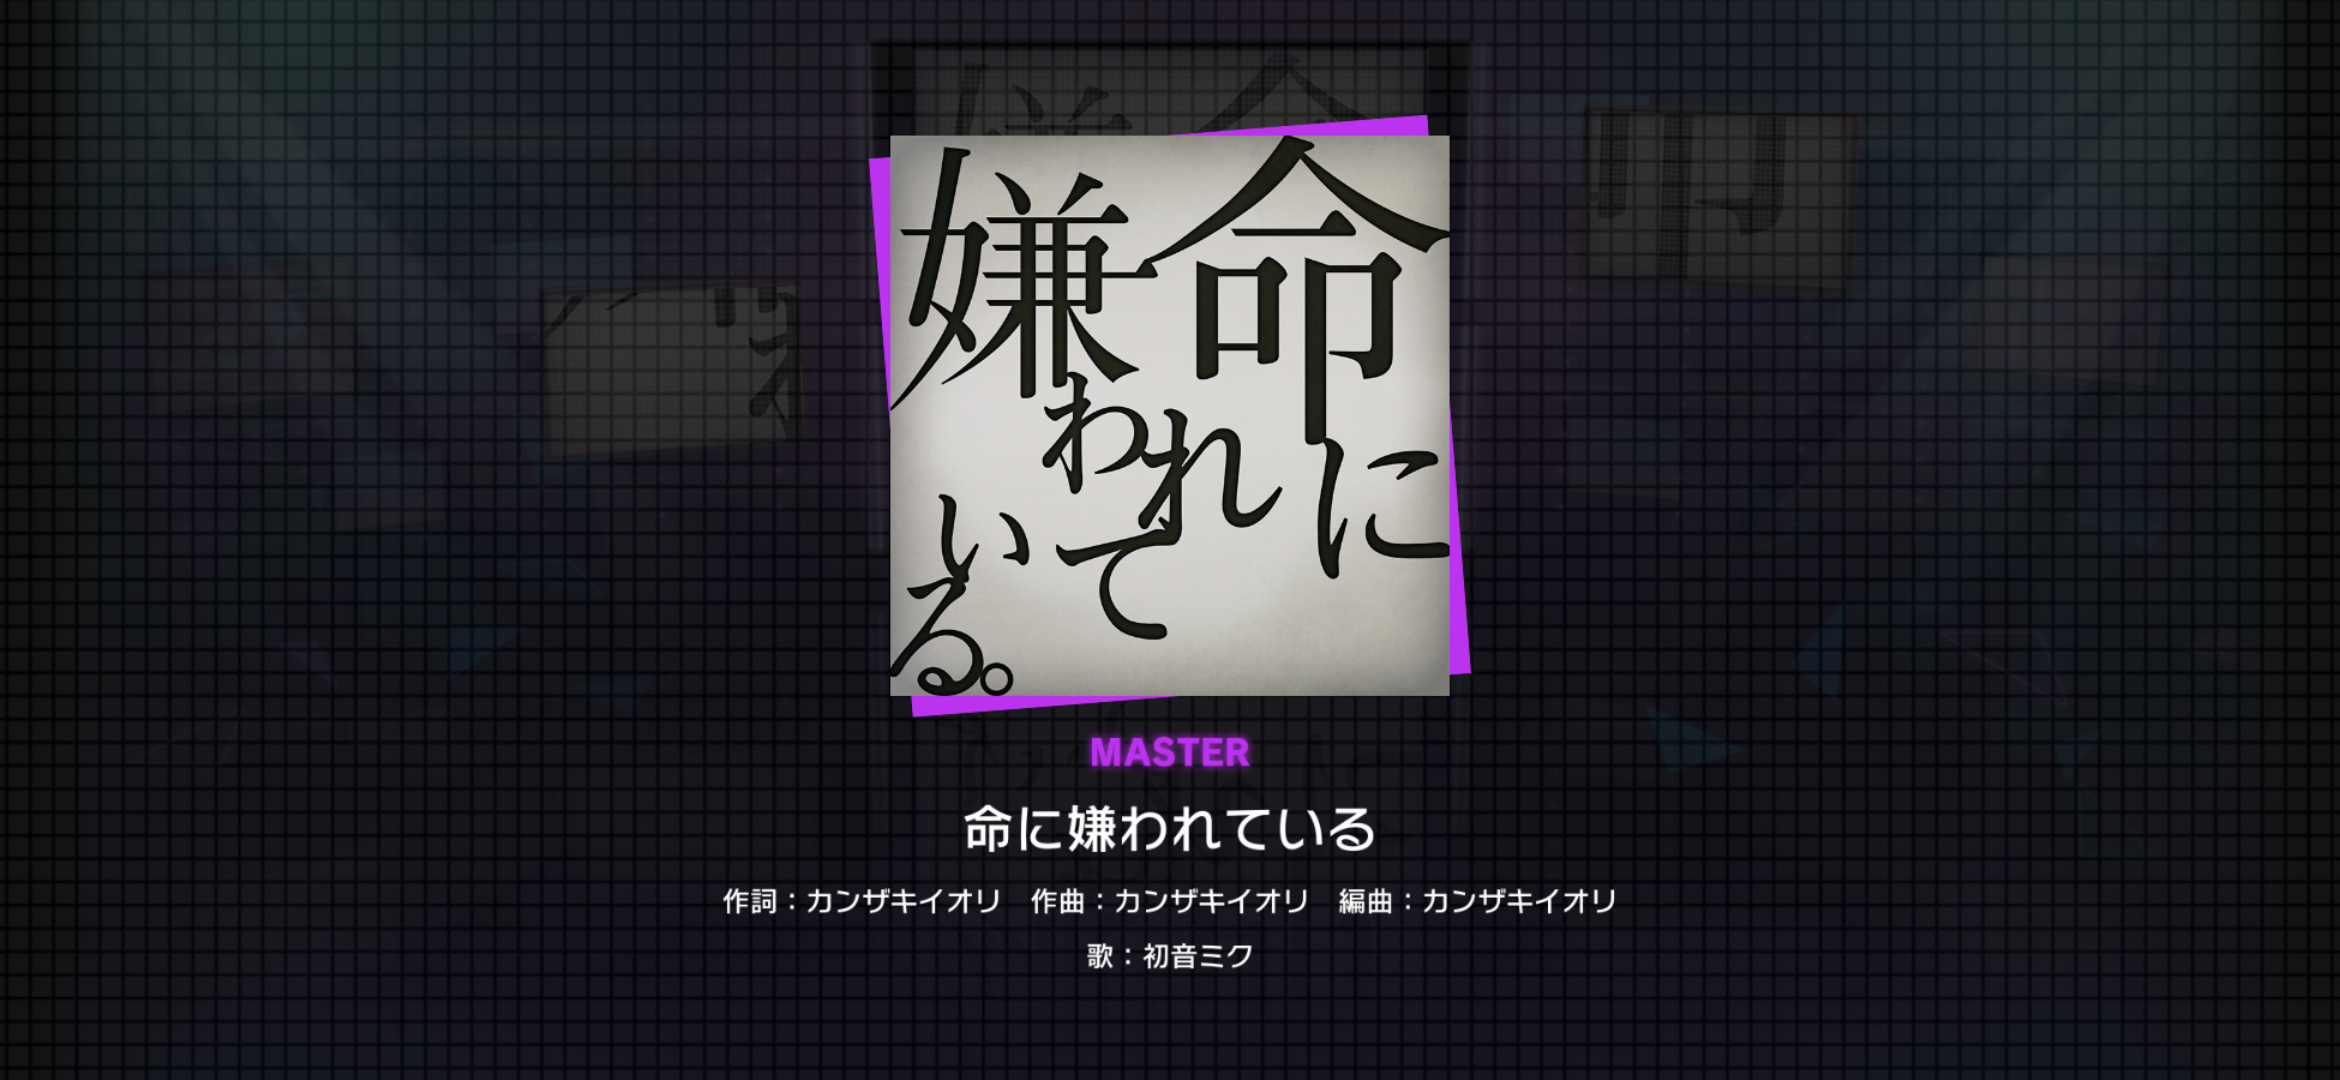 命に
嫌われて
いる。
MASTER
命に嫌われている
作詞：カンザキイオリ　作曲：カンザキイオリ　編曲：カンザキイオリ
歌：初音ミク